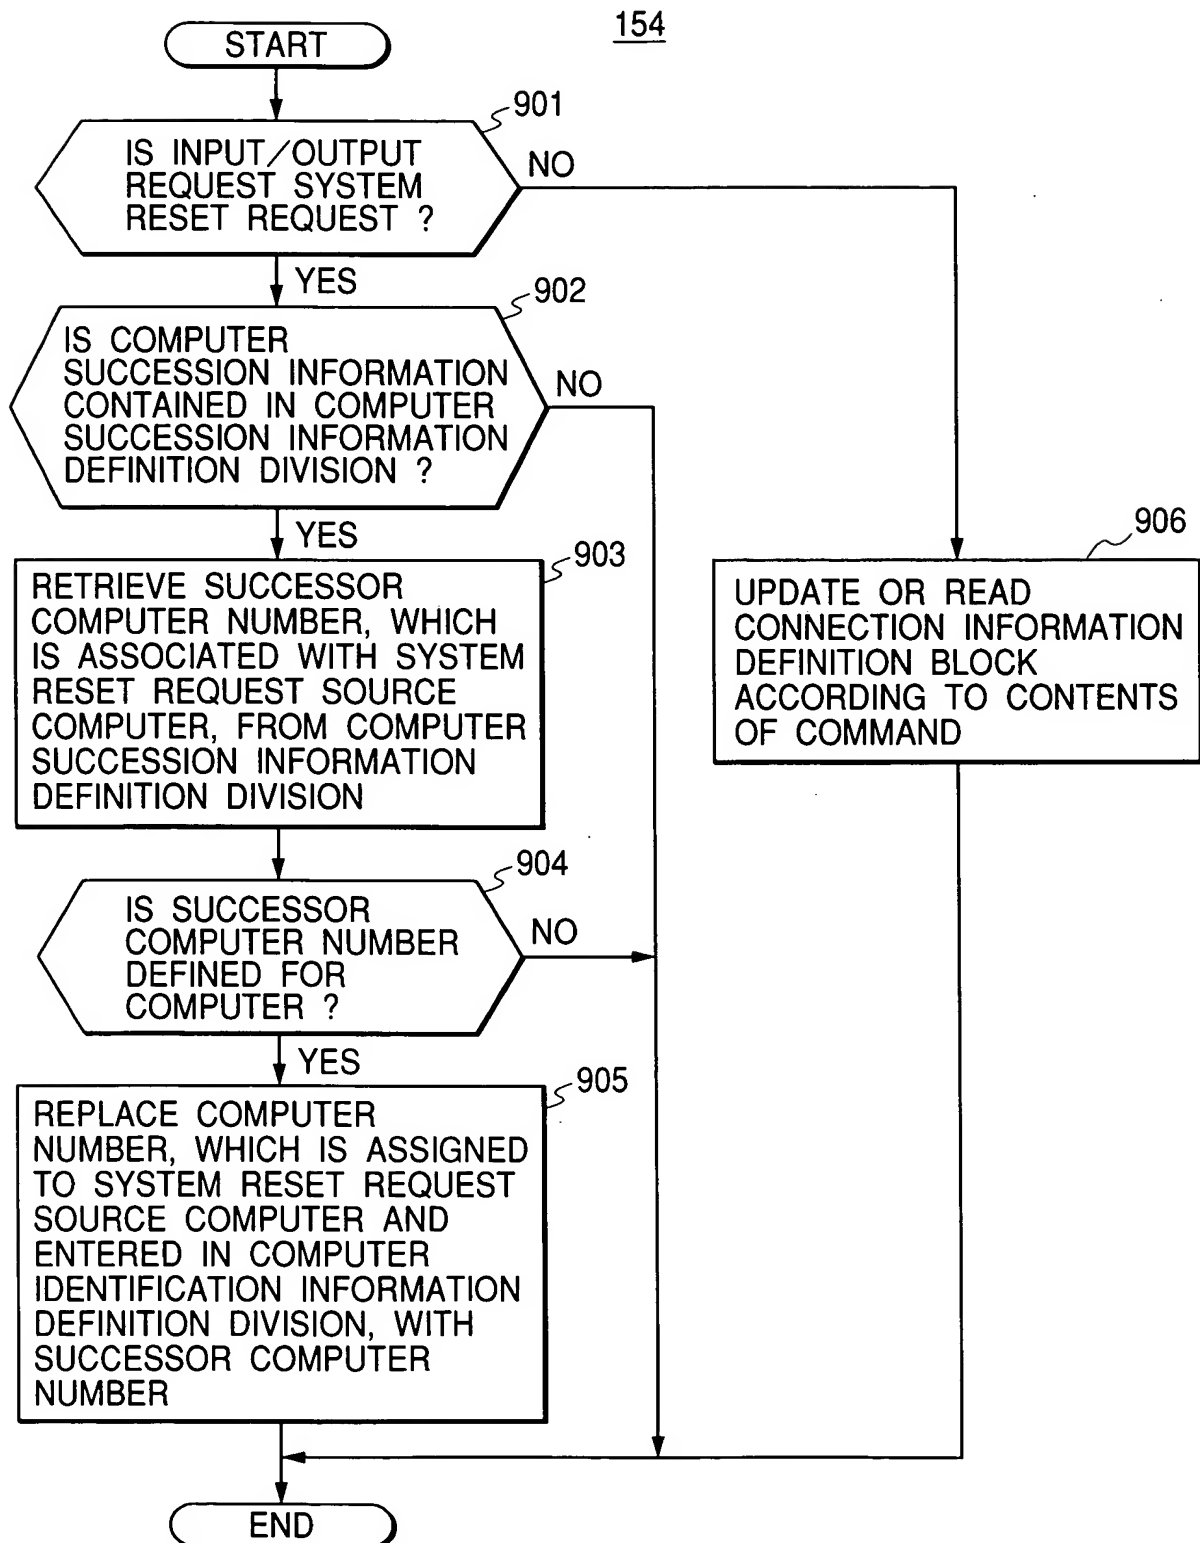 154
START
901
IS INPUT/OUTPUT
REQUEST SYSTEM
RESET REQUEST ?
NO
YES
902
IS COMPUTER
SUCCESSION INFORMATION
CONTAINED IN COMPUTER
SUCCESSION INFORMATION
DEFINITION DIVISION ?
NO
YES
903
RETRIEVE SUCCESSOR
COMPUTER NUMBER, WHICH
IS ASSOCIATED WITH SYSTEM
RESET REQUEST SOURCE
COMPUTER, FROM COMPUTER
SUCCESSION INFORMATION
DEFINITION DIVISION
906
UPDATE OR READ
CONNECTION INFORMATION
DEFINITION BLOCK
ACCORDING TO CONTENTS
OF COMMAND
904
IS SUCCESSOR
COMPUTER NUMBER
DEFINED FOR
COMPUTER ?
NO
YES
905
REPLACE COMPUTER
NUMBER, WHICH IS ASSIGNED
TO SYSTEM RESET REQUEST
SOURCE COMPUTER AND
ENTERED IN COMPUTER
IDENTIFICATION INFORMATION
DEFINITION DIVISION, WITH
SUCCESSOR COMPUTER
NUMBER
END